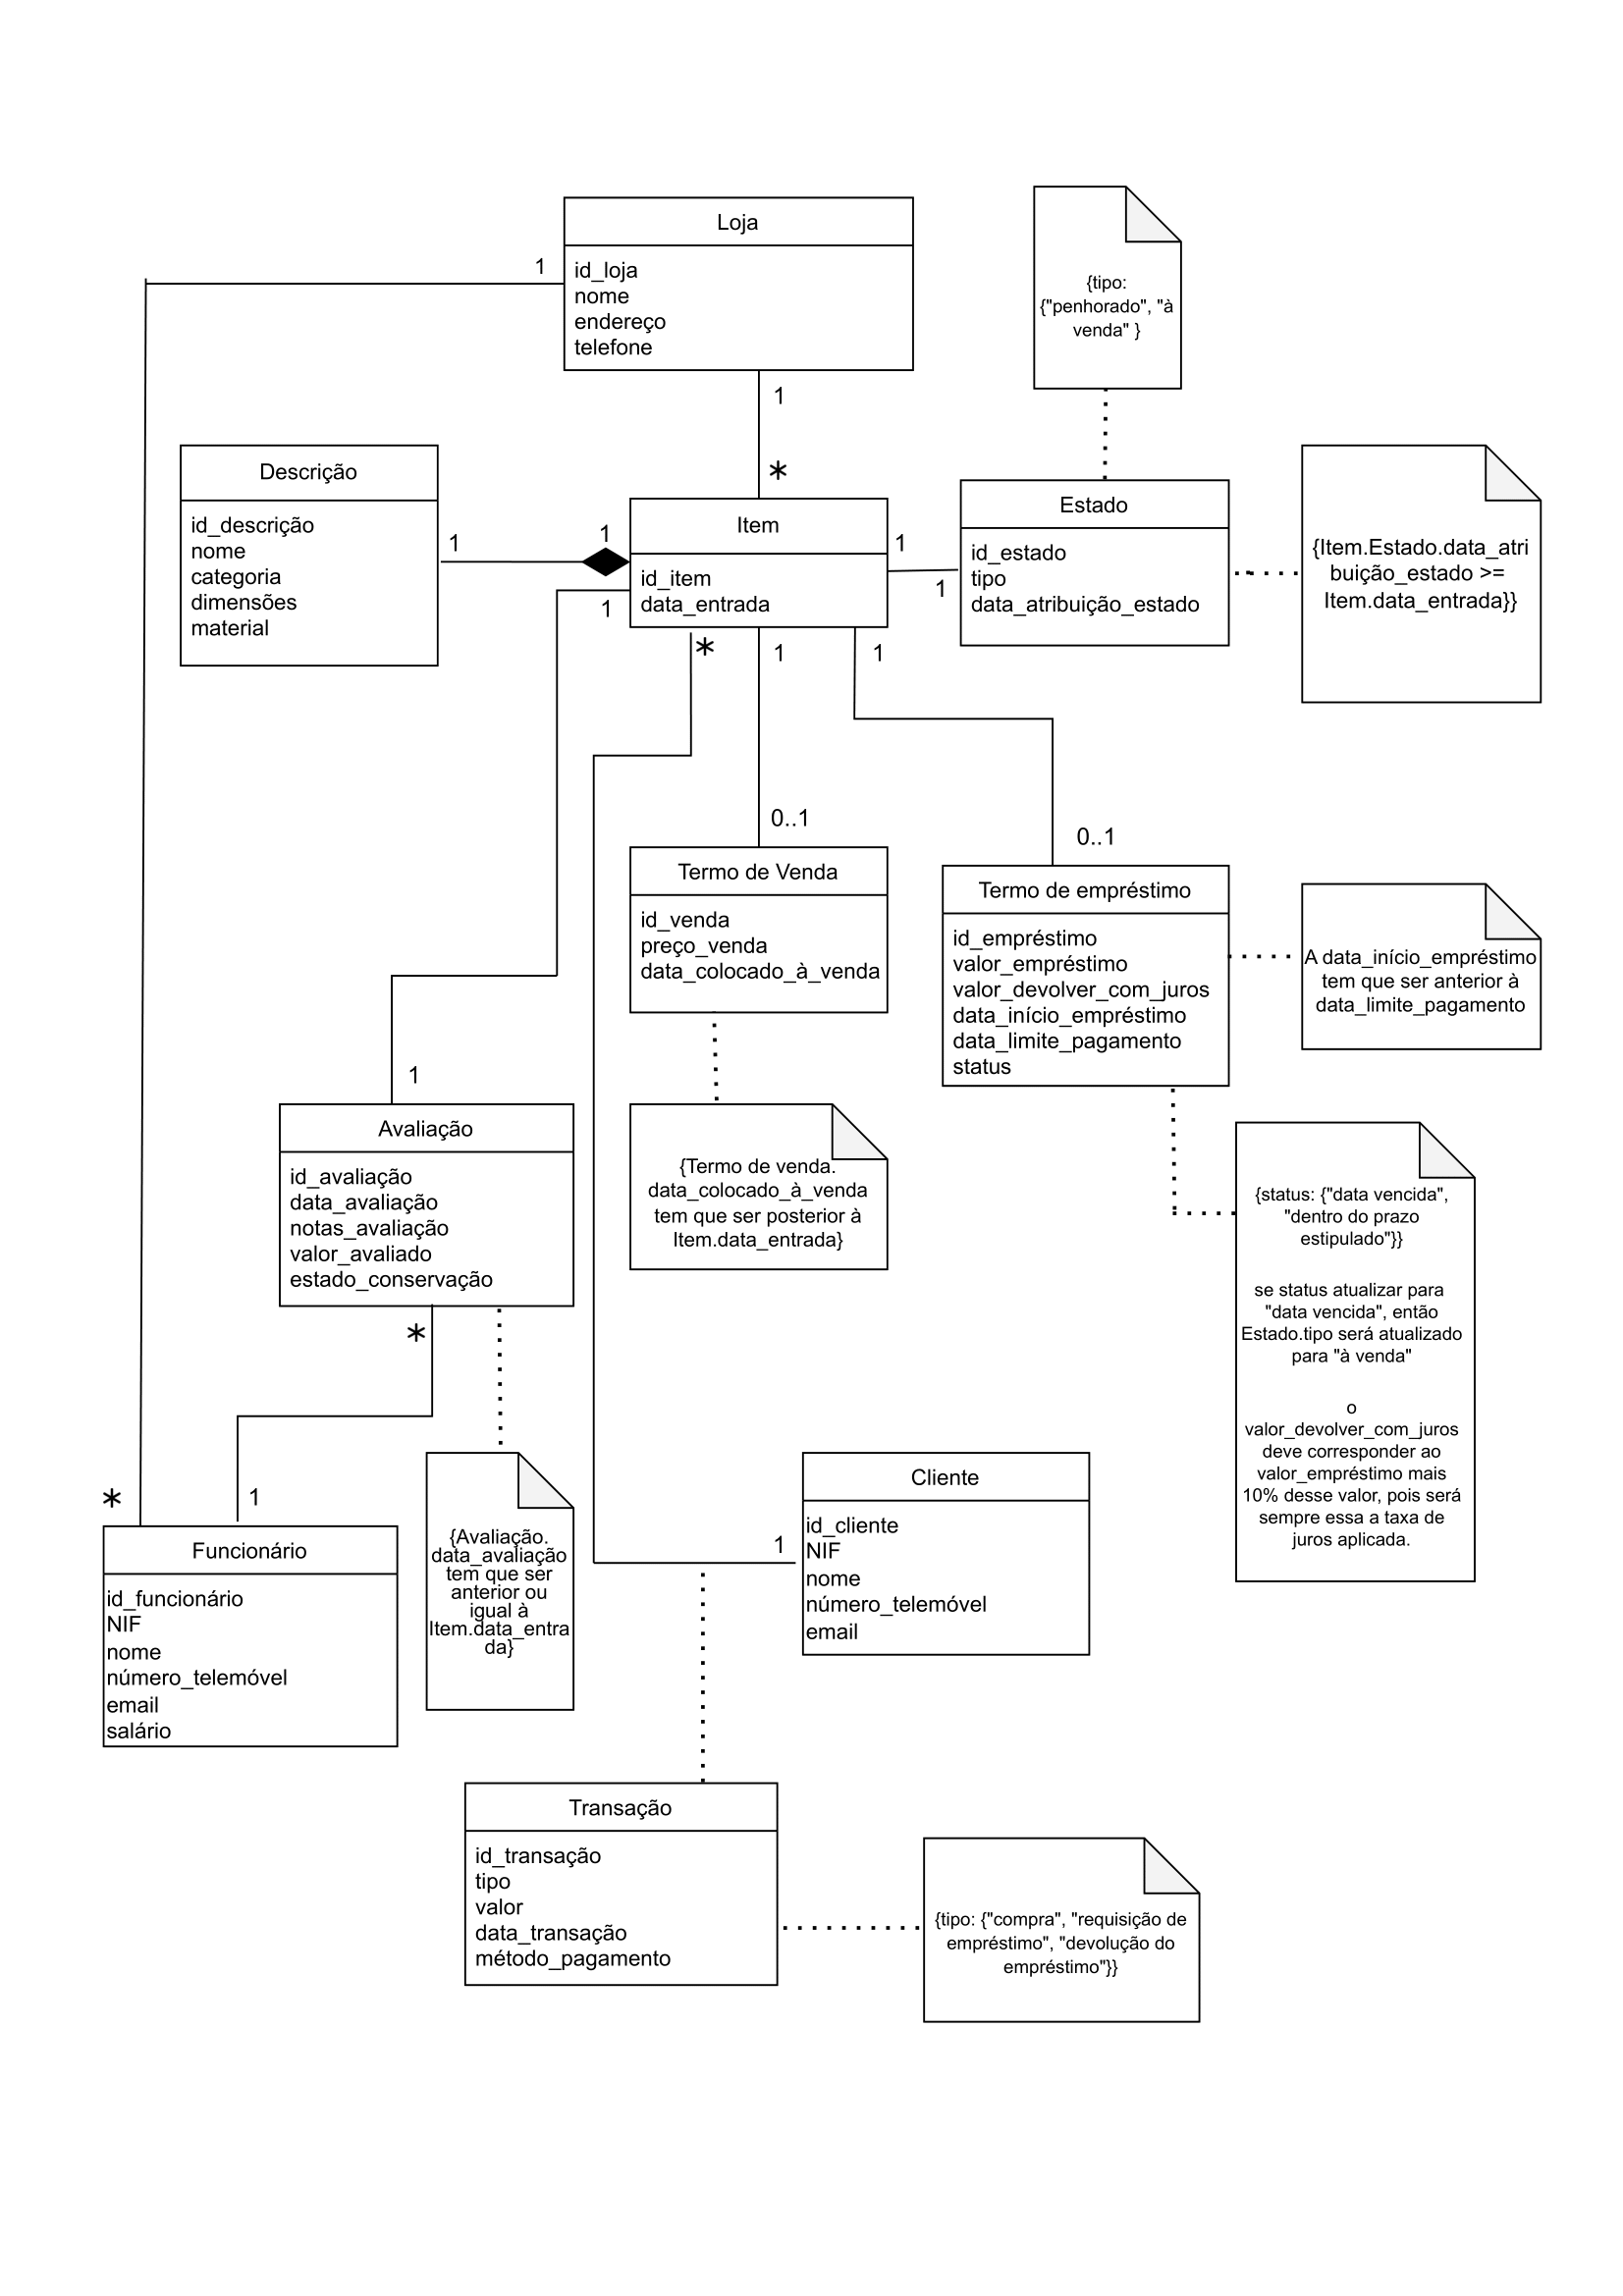 Loja
id_loja
nome
endereço
telefone
1
1
*
{tipo:
{"penhorado", "à
venda" }
Descrição
id_descrição
nome
categoria
dimensões
material
1
1
Item
id_item
data_entrada
1
1
Estado
id_estado
tipo
data_atribuição_estado
{Item.Estado.data_atri
buição_estado >=
Item.data_entrada}}
1
*
1
1
0..1
0..1
Termo de Venda
id_venda
preço_venda
data_colocado_à_venda
Termo de empréstimo
id_empréstimo
valor_empréstimo
valor_devolver_com_juros
data_início_empréstimo
data_limite_pagamento
status
A data_início_empréstimo
tem que ser anterior à
data_limite_pagamento
1
Avaliação
id_avaliação
data_avaliação
notas_avaliação
valor_avaliado
estado_conservação
{Termo de venda.
data_colocado_à_venda
tem que ser posterior à
Item.data_entrada}
{status: {"data vencida",
"dentro do prazo
estipulado"}}
se status atualizar para
"data vencida", então
Estado.tipo será atualizado
para "à venda"
o
valor_devolver_com_juros
deve corresponder ao
valor_empréstimo mais
10% desse valor, pois será
sempre essa a taxa de
juros aplicada.
*
*
1
Funcionário
id_funcionário
NIF
nome
número_telemóvel
email
salário
{Avaliação.
data_avaliação
tem que ser
anterior ou
igual à
Item.data_entra
da}
1
Cliente
id_cliente
NIF
nome
número_telemóvel
email
Transação
id_transação
tipo
valor
data_transação
método_pagamento
{tipo: {"compra", "requisição de
empréstimo", "devolução do
empréstimo"}}